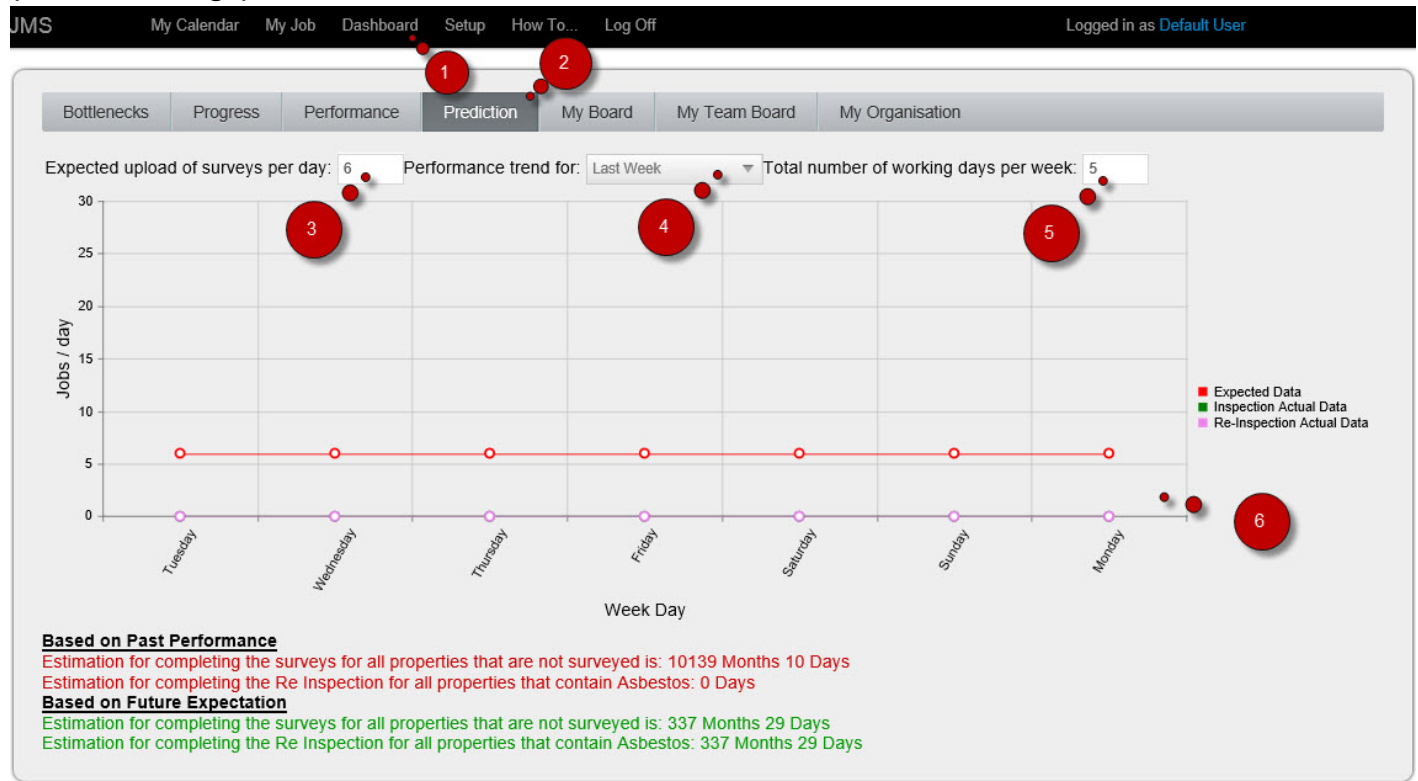 JMS My Calendar My Job Dashboard Setup How To... Log Off Logged in as Default User
1 2
Bottlenecks Progress Performance Prediction My Board My Team Board My Organisation
Expected upload of surveys per day: 6 Performance trend for: Last Week Total number of working days per week: 5
3 4 5
30
25
20
15
10
5
0
Jobs / day
Expected Data
Inspection Actual Data
Re-Inspection Actual Data
6
Tuesday Wednesday Thursday Friday Saturday Sunday Monday
Week Day
Based on Past Performance
Estimation for completing the surveys for all properties that are not surveyed is: 10139 Months 10 Days
Estimation for completing the Re Inspection for all properties that contain Asbestos: 0 Days
Based on Future Expectation
Estimation for completing the surveys for all properties that are not surveyed is: 337 Months 29 Days
Estimation for completing the Re Inspection for all properties that contain Asbestos: 337 Months 29 Days